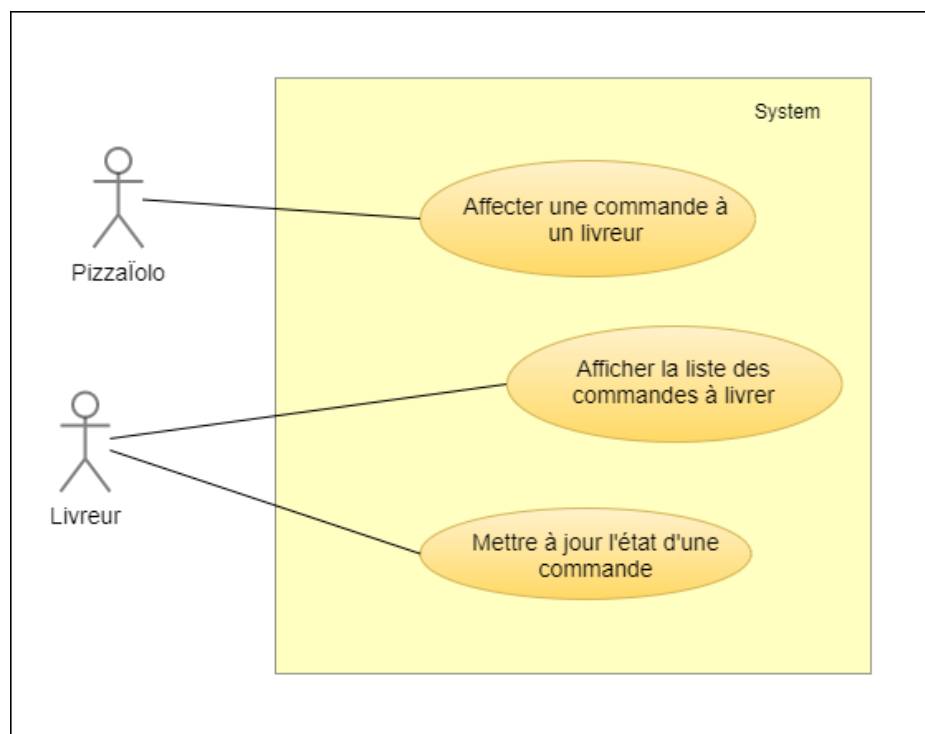 System
Affecter une commande à
un livreur
PizzaÏolo
Afficher la liste des
commandes à livrer
Livreur
Mettre à jour l'état d'une
commande